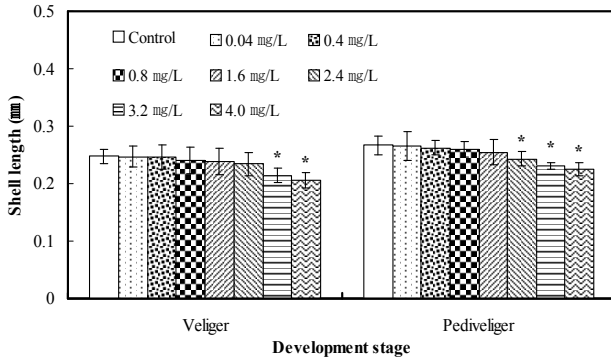 0.5
0.4
0.3
0.2
0.1
0
Shell length (㎜)
Control
0.04 ㎎/L
0.4 ㎎/L
0.8 ㎎/L
1.6 ㎎/L
2.4 ㎎/L
3.2 ㎎/L
4.0 ㎎/L
* *
* * *
Veliger
Pediveliger
Development stage